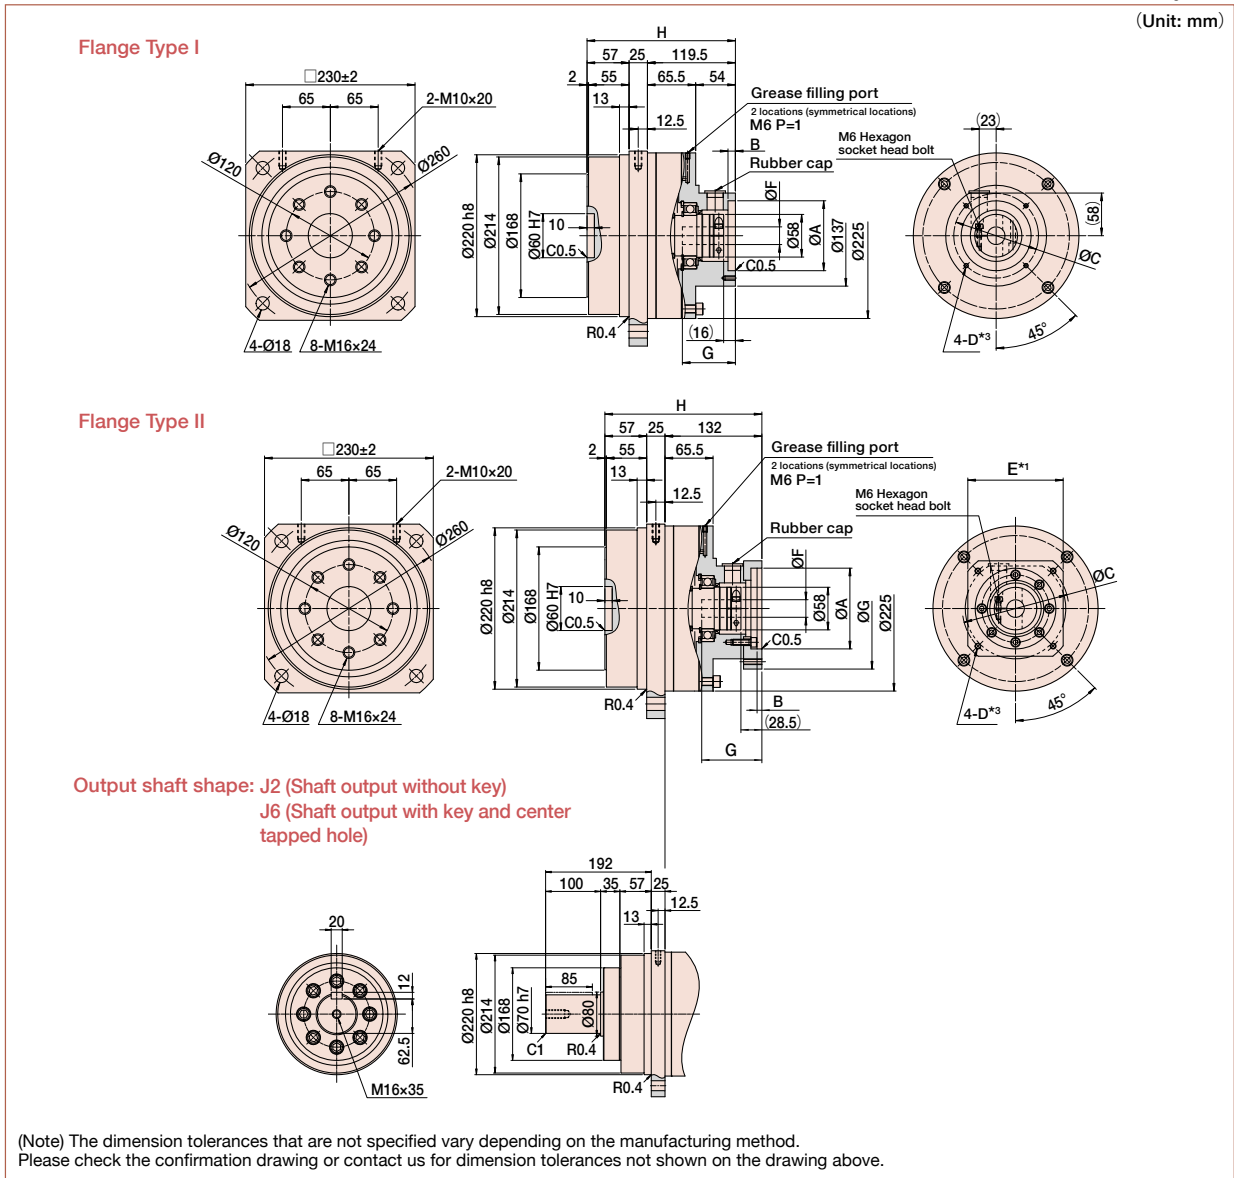 (Unit: mm)
Flange Type I
□230±2
65
65
2-M10×20
Ø120
Ø260
4-Ø18
8-M16×24
H
57
25
119.5
2
55
65.5
54
13
12.5
Grease filling port
2 locations (symmetrical locations)
M6 P=1
B
Rubber cap
Ø220 h8
Ø214
Ø168
Ø60 H7
10
C0.5
ØF
Ø58
ØA
Ø137
Ø225
C0.5
R0.4
(16)
G
(23)
M6 Hexagon
socket head bolt
(58)
ØC
4-D*3
45°
Flange Type II
□230±2
65
65
2-M10×20
Ø120
Ø260
4-Ø18
8-M16×24
H
57
25
132
2
55
65.5
13
12.5
Grease filling port
2 locations (symmetrical locations)
M6 P=1
Rubber cap
Ø220 h8
Ø214
Ø168
Ø60 H7
10
C0.5
ØF
Ø58
ØA
ØG
Ø225
C0.5
R0.4
B
(28.5)
G
E*1
M6 Hexagon
socket head bolt
ØC
4-D*3
45°
Output shaft shape: J2 (Shaft output without key)
J6 (Shaft output with key and center
tapped hole)
20
12
62.5
M16×35
192
100
35
57
25
12.5
13
85
Ø220 h8
Ø214
Ø168
Ø70 h7
Ø80
C1
R0.4
R0.4
(Note) The dimension tolerances that are not specified vary depending on the manufacturing method.
Please check the confirmation drawing or contact us for dimension tolerances not shown on the drawing above.